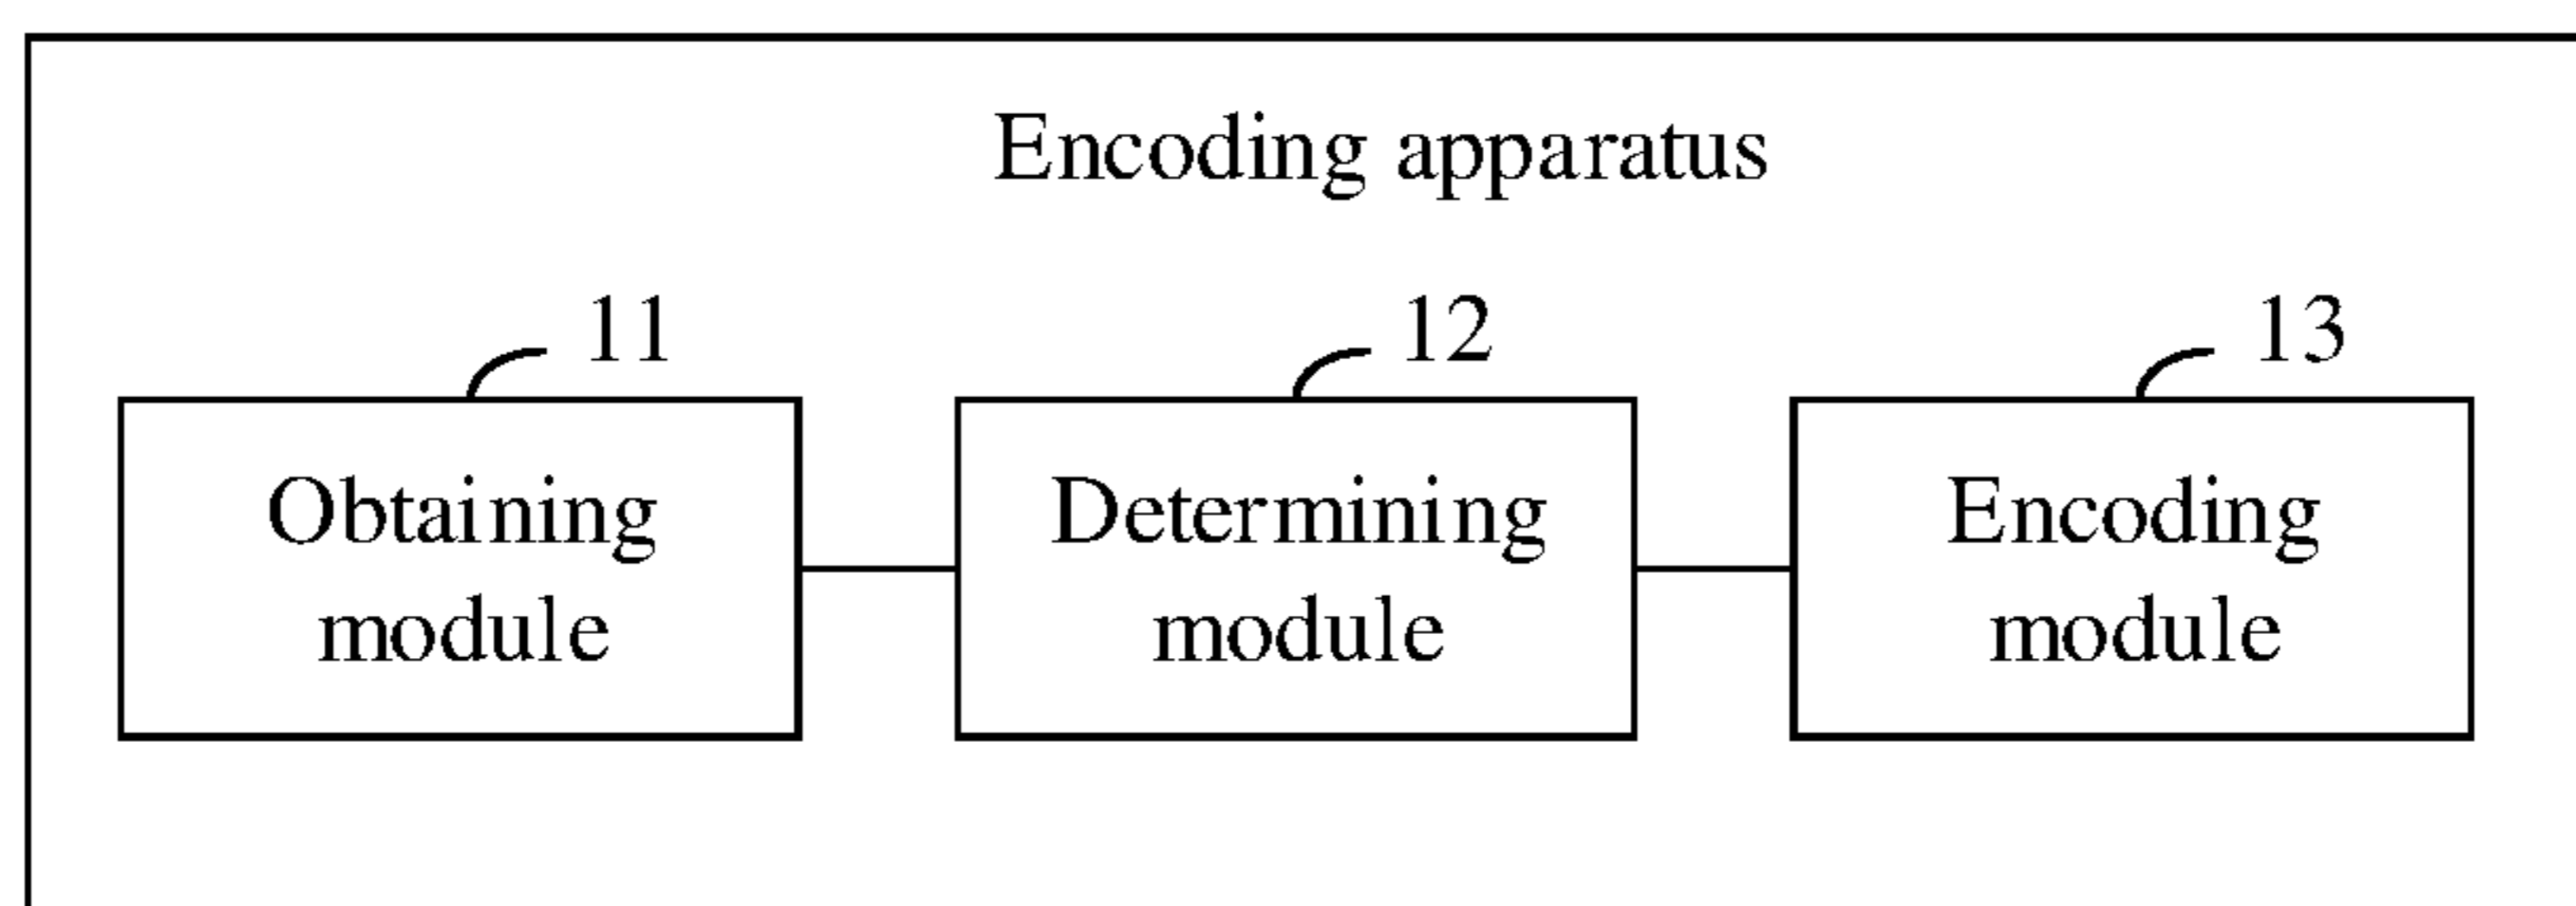 Encoding apparatus
11
12
13
Obtaining
module
Determining
module
Encoding
module